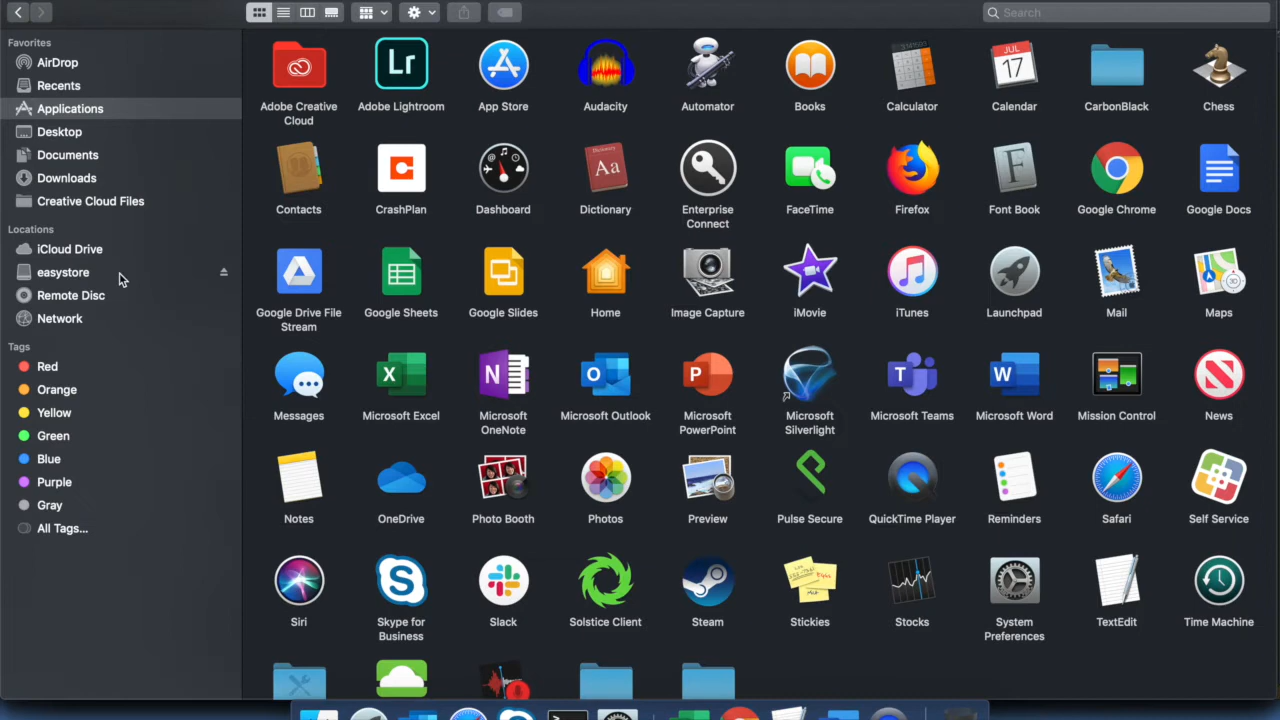 Search
Favorites
AirDrop
Recents
Applications
Desktop
Documents
Downloads
Creative Cloud Files
Locations
iCloud Drive
easystore
Remote Disc
Network
Tags
Red
Orange
Yellow
Green
Blue
Purple
Gray
All Tags...
Adobe Creative
Cloud
Lr
Adobe Lightroom
App Store
Audacity
Automator
Books
Calculator
JUL
17
Calendar
CarbonBlack
Chess
Contacts
CrashPlan
Dashboard
Dictionary
Aa
Dictionary
Enterprise
Connect
FaceTime
Firefox
F
Font Book
Google Chrome
Google Docs
Google Drive File
Stream
Google Sheets
Google Slides
Home
Image Capture
iMovie
iTunes
Launchpad
Mail
3D
Maps
Messages
X
Microsoft Excel
N
Microsoft
OneNote
O
Microsoft Outlook
P
Microsoft
PowerPoint
Microsoft
Silverlight
T
Microsoft Teams
W
Microsoft Word
Mission Control
News
Notes
OneDrive
Photo Booth
Photos
Preview
Pulse Secure
QuickTime Player
Reminders
Safari
Self Service
Siri
S
Skype for
Business
Slack
Solstice Client
Steam
Stickies
Stocks
System
Preferences
TextEdit
Time Machine